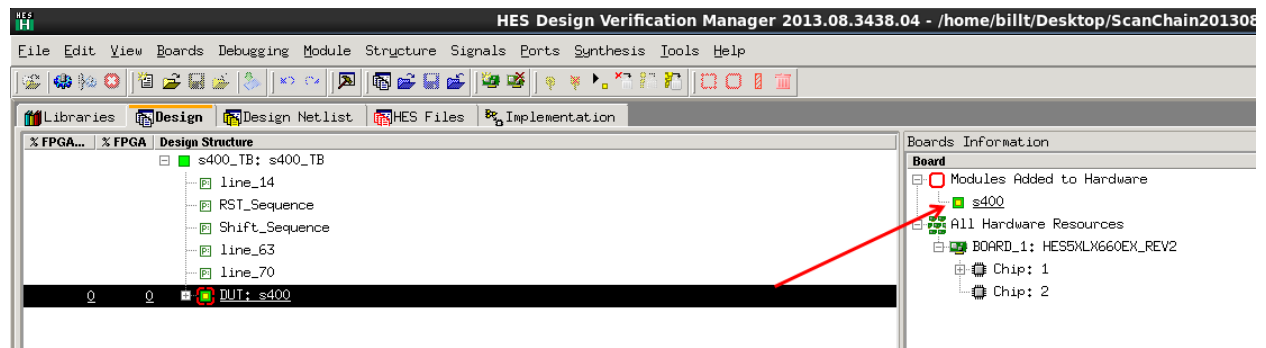 HES
H
HES Design Verification Manager 2013.08.3438.04 - /home/billt/Desktop/ScanChain201308
File Edit View Boards Debugging Module Structure Signals Ports Synthesis Tools Help
Libraries Design Design Netlist HES Files Implementation
% FPGA... % FPGA Design Structure
s400_TB: s400_TB
line_14
RST_Sequence
Shift_Sequence
line_63
line_70
0 0 DUT: s400
Boards Information
Board
Modules Added to Hardware
s400
All Hardware Resources
BOARD_1: HES5XLX660EX_REV2
Chip: 1
Chip: 2